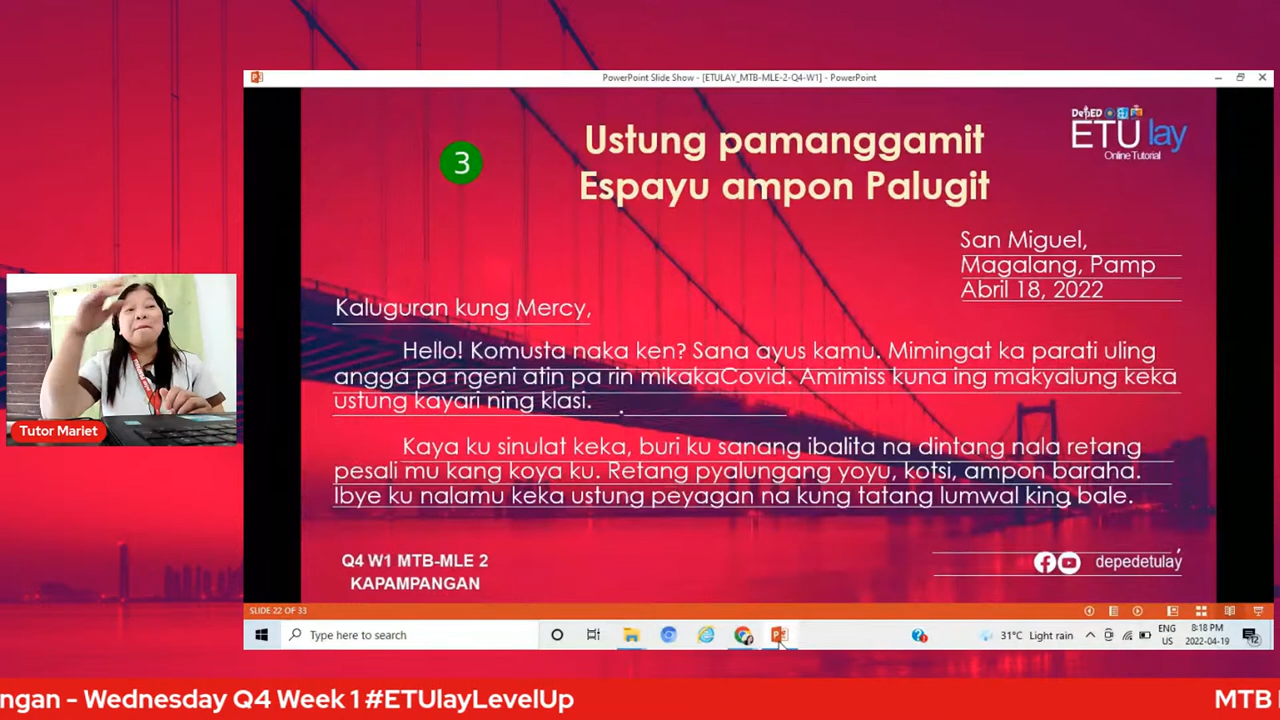 PowerPoint Slide Show - [ETULAY_MTB-MLE-2-Q4-W1] - PowerPoint
3
Ustung pamanggamit
Espayu ampon Palugit
DepED
ETUlay
Online Tutorial
San Miguel,
Magalang, Pamp
Abril 18, 2022
Kaluguran kung Mercy,
Hello! Komusta naka ken? Sana ayus kamu. Mimingat ka parati uling
angga pa ngeni atin pa rin mikakaCovid. Amimiss kuna ing makyalung keka
ustung kayari ning klasi.
Kaya ku sinulat keka, buri ku sanang ibalita na dintang nala retang
pesali mu kang koya ku. Retang pyalungang yoyu, kotsi, ampon baraha.
Ibye ku nalamu keka ustung peyagan na kung tatang lumwal king bale.
Tutor Mariet
Q4 W1 MTB-MLE 2
KAPAMPANGAN
depedetulay
SLIDE 22 OF 33
Type here to search
31°C Light rain
ENG
US
8:18 PM
2022-04-19
12
ngan - Wednesday Q4 Week 1 #ETUlayLevelUp
MTB